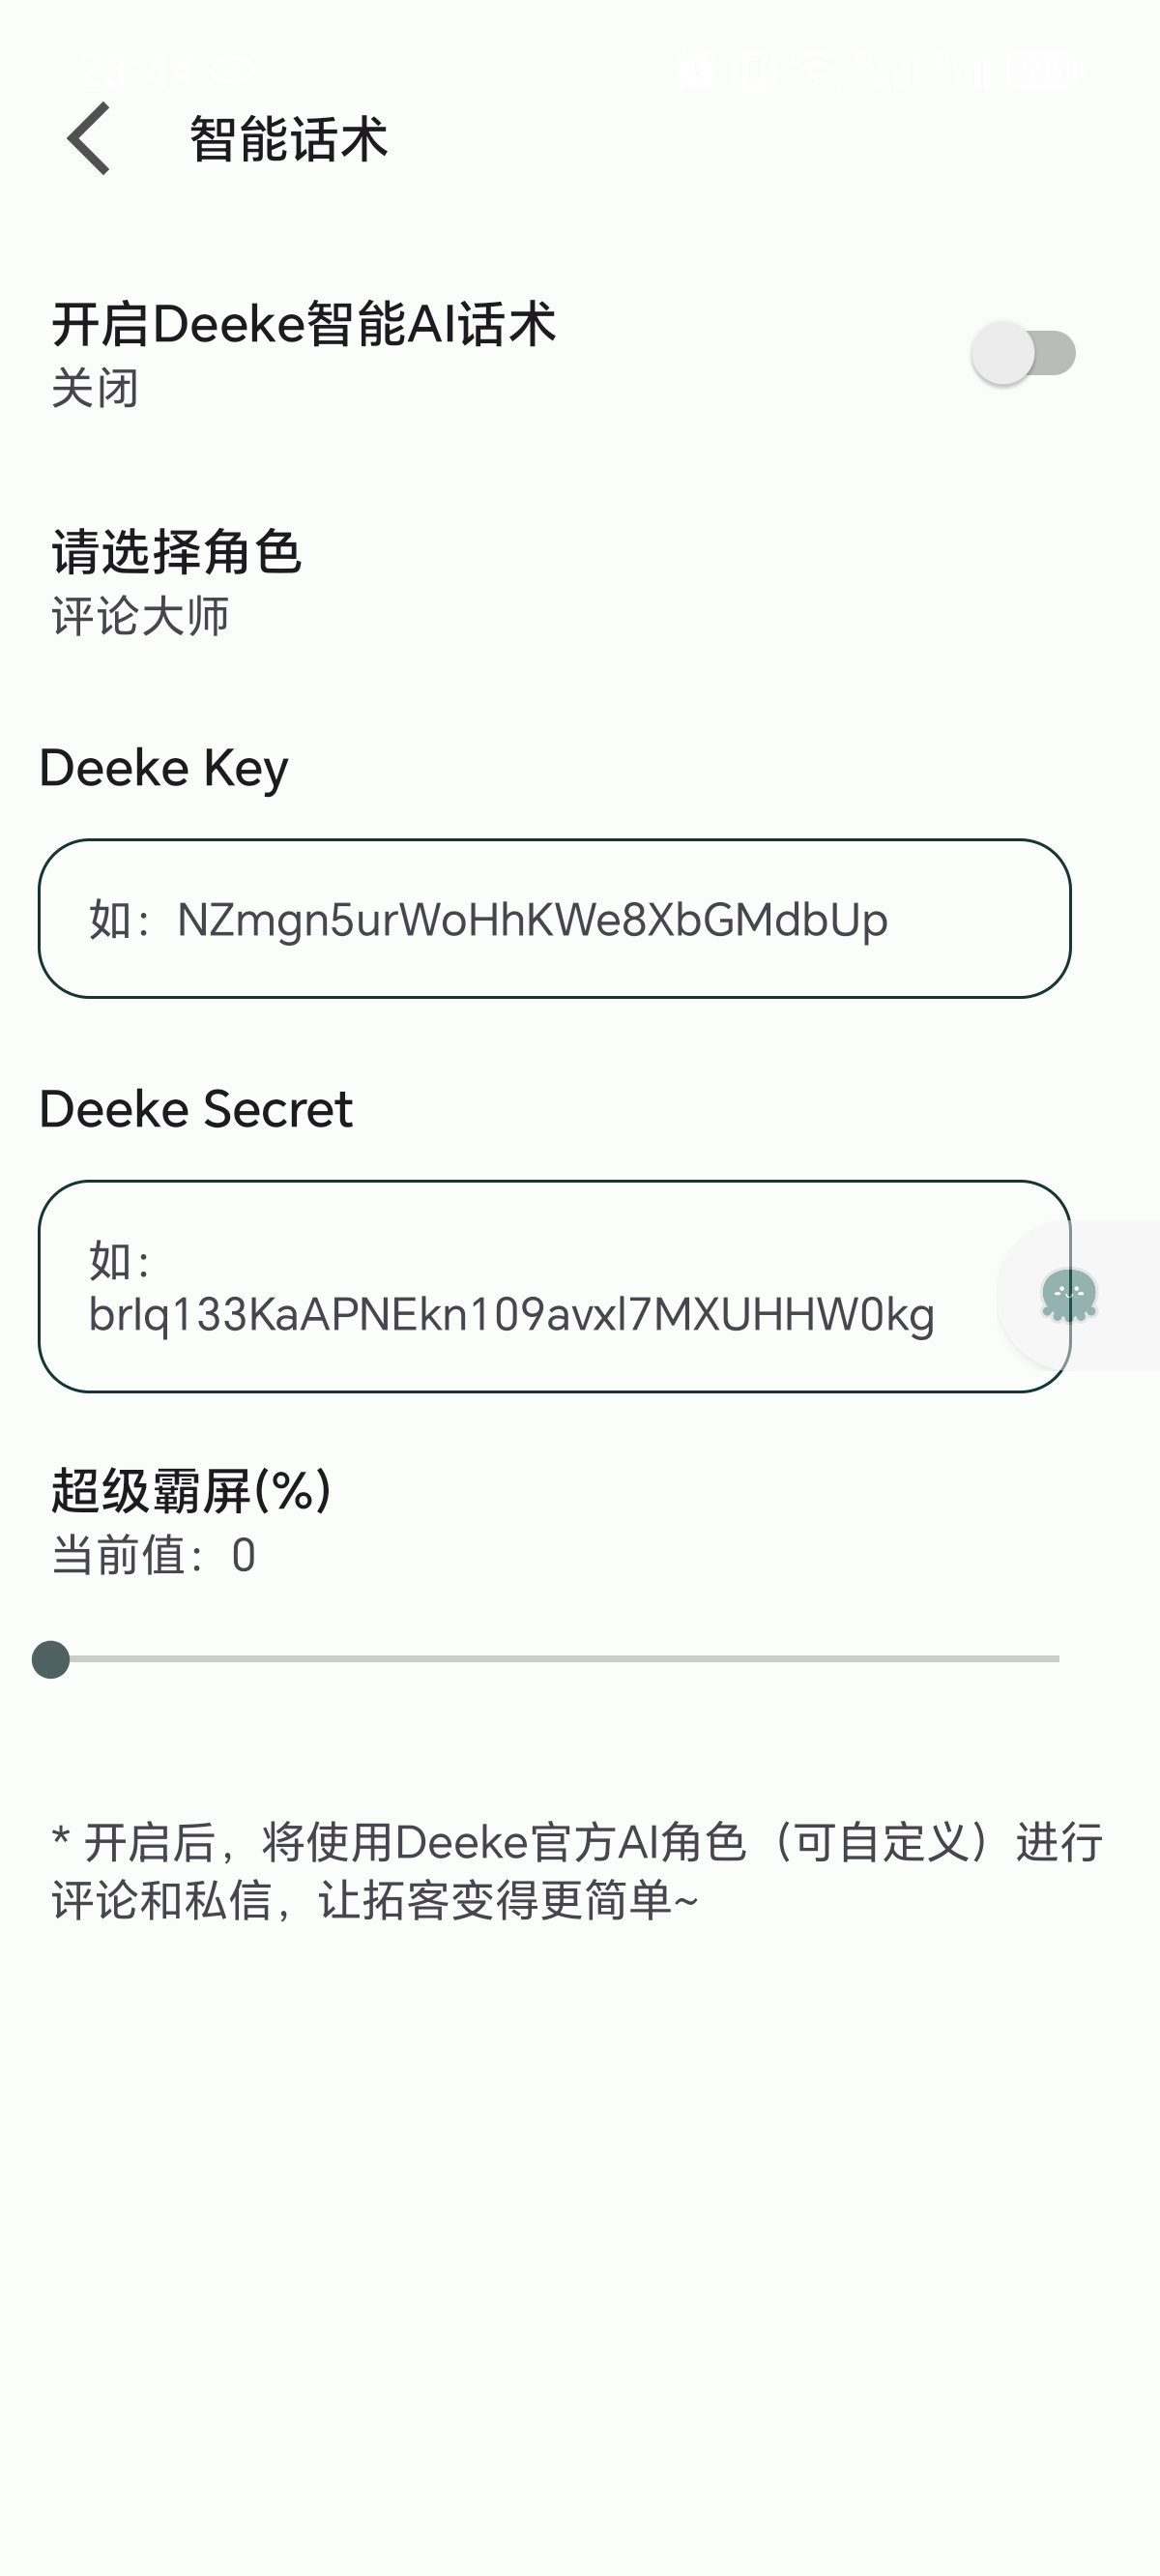 23:44
智能话术
开启Deeke智能AI话术
关闭
请选择角色
评论大师
Deeke Key
如：NZmgn5urWoHhKWe8XbGMdbUp
Deeke Secret
如：
brIq133KaAPNEkn109avxl7MXUHHW0kg
超级霸屏(%)
当前值：0
* 开启后，将使用Deeke官方AI角色（可自定义）进行
评论和私信，让拓客变得更简单~